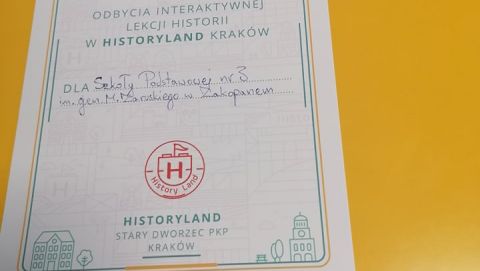 ODBYCIA INTERAKTYWNEJ
LEKCJI HISTORII
W HISTORYLAND KRAKÓW
DLA Szkoły Podstawowej nr 3
im. gen. M. Zaruskiego w Zakopanem
H
History Land
HISTORYLAND
STARY DWORZEC PKP
KRAKÓW